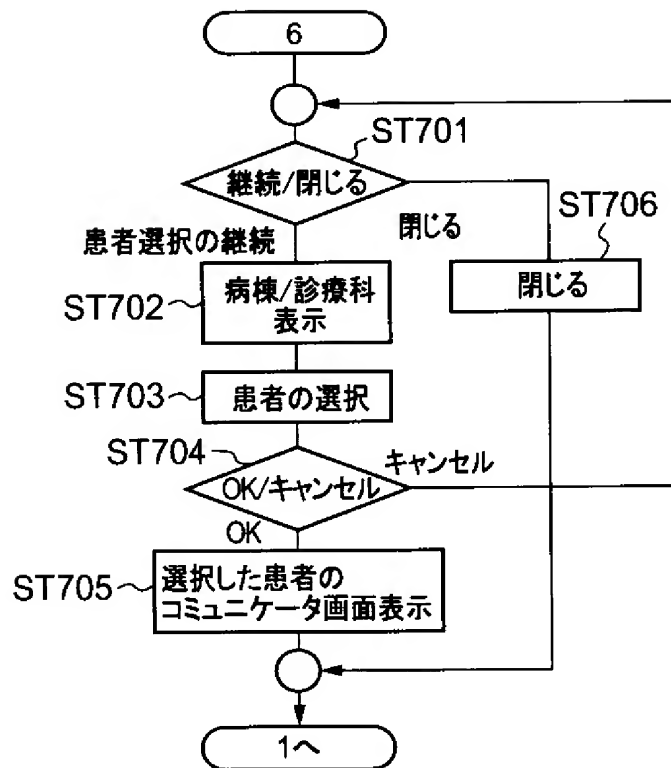 6
ST701
継続/閉じる
患者選択の継続
閉じる
ST706
閉じる
ST702
病棟/診療科
表示
ST703
患者の選択
ST704
キャンセル
OK/キャンセル
OK
ST705
選択した患者の
コミュニケータ画面表示
1へ